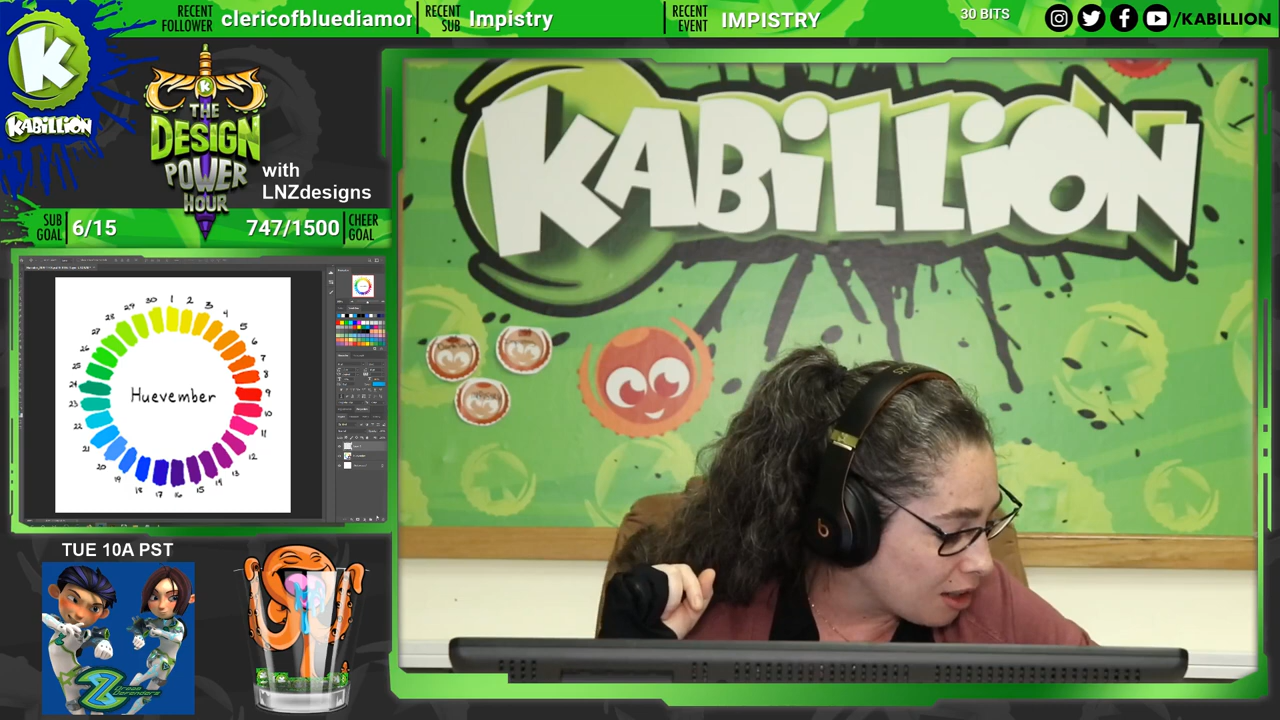 RECENT FOLLOWER
clericofbluediamor
RECENT SUB
Impistry
RECENT EVENT
IMPISTRY
30 BITS
/KABILLION
K
KABILLION
THE
DESIGN
POWER
HOUR
with
LNZdesigns
SUB GOAL
6/15
747/1500
CHEER GOAL
30 1 2 3 4 5 6 7 8 9 10 11 12 13 14 15 16 17 18 19 20 21 22 23 24 25 26 27 28 29
Huevember
TUE 10A PST
KABILLION
b